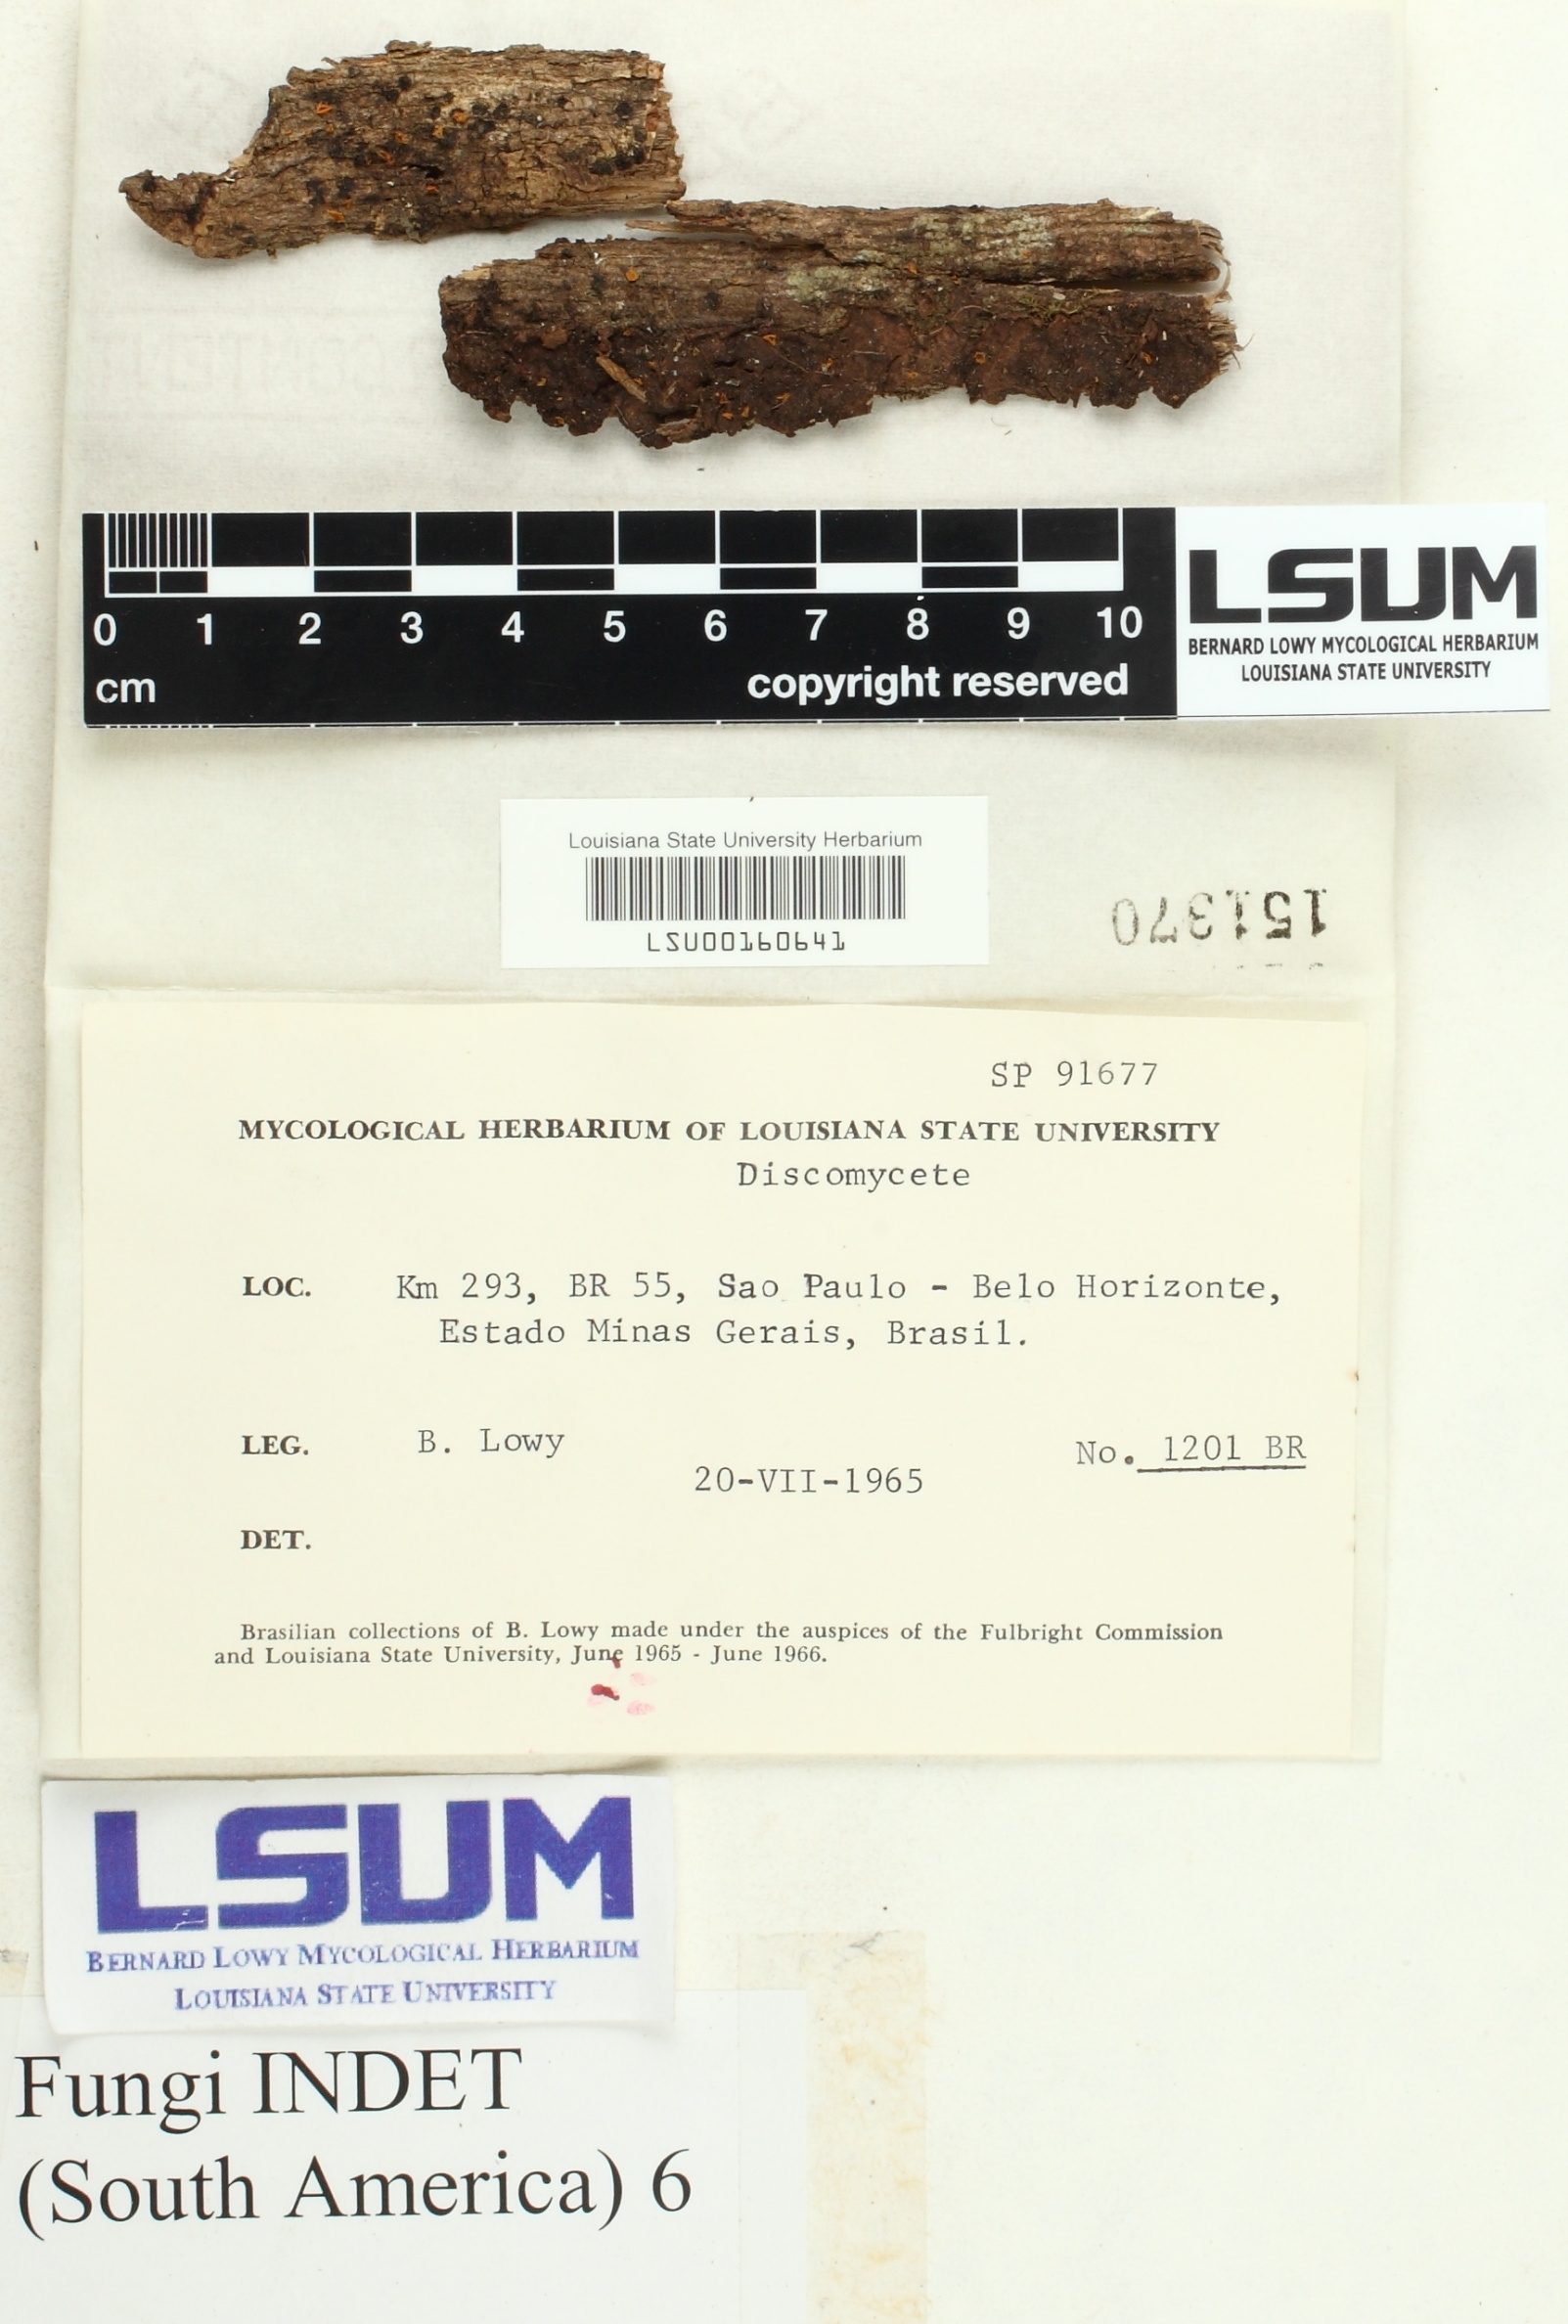 0 1 2 3 4 5 6 7 8 9 10
cm
copyright reserved
LSUM
BERNARD LOWY MYCOLOGICAL HERBARIUM
LOUISIANA STATE UNIVERSITY
Louisiana State University Herbarium
LSU00160641
151370
SP 91677
MYCOLOGICAL HERBARIUM OF LOUISIANA STATE UNIVERSITY
Discomycete
LOC. Km 293, BR 55, Sao Paulo - Belo Horizonte,
Estado Minas Gerais, Brasil.
LEG. B. Lowy
No. 1201 BR
20-VII-1965
DET.
Brasilian collections of B. Lowy made under the auspices of the Fulbright Commission
and Louisiana State University, June 1965 - June 1966.
LSUM
BERNARD LOWY MYCOLOGICAL HERBARIUM
LOUISIANA STATE UNIVERSITY
Fungi INDET
(South America) 6